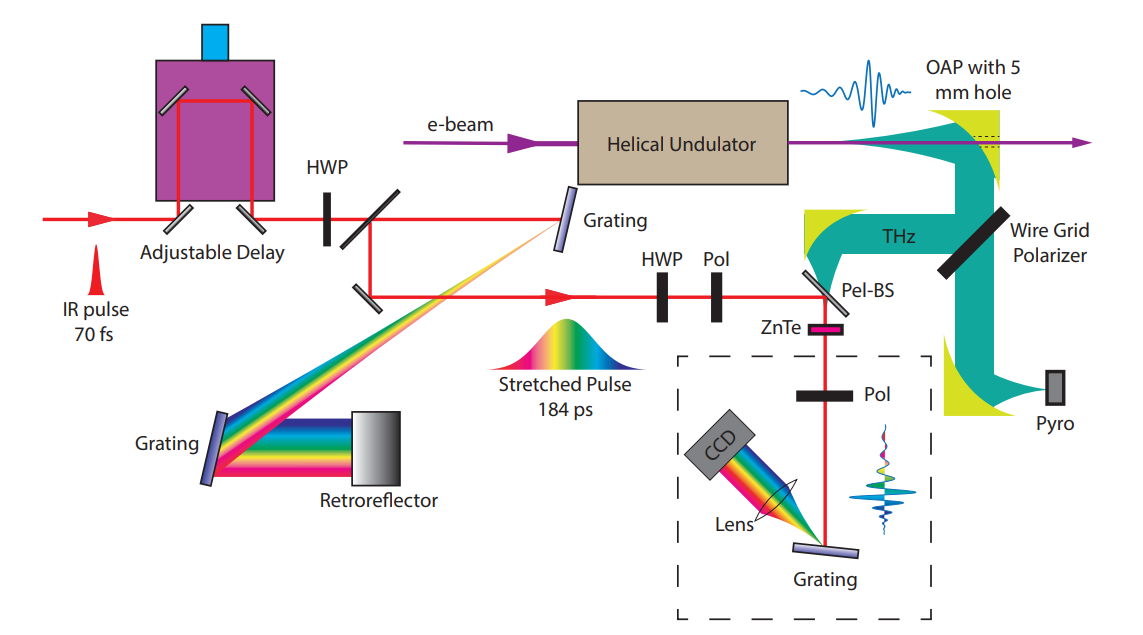 OAP with 5
mm hole
e-beam
Helical Undulator
HWP
Grating
Wire Grid
Polarizer
THz
Adjustable Delay
HWP
Pol
Pel-BS
IR pulse
70 fs
ZnTe
Stretched Pulse
184 ps
Pol
Pyro
Grating
CCD
Retroreflector
Lens
Grating